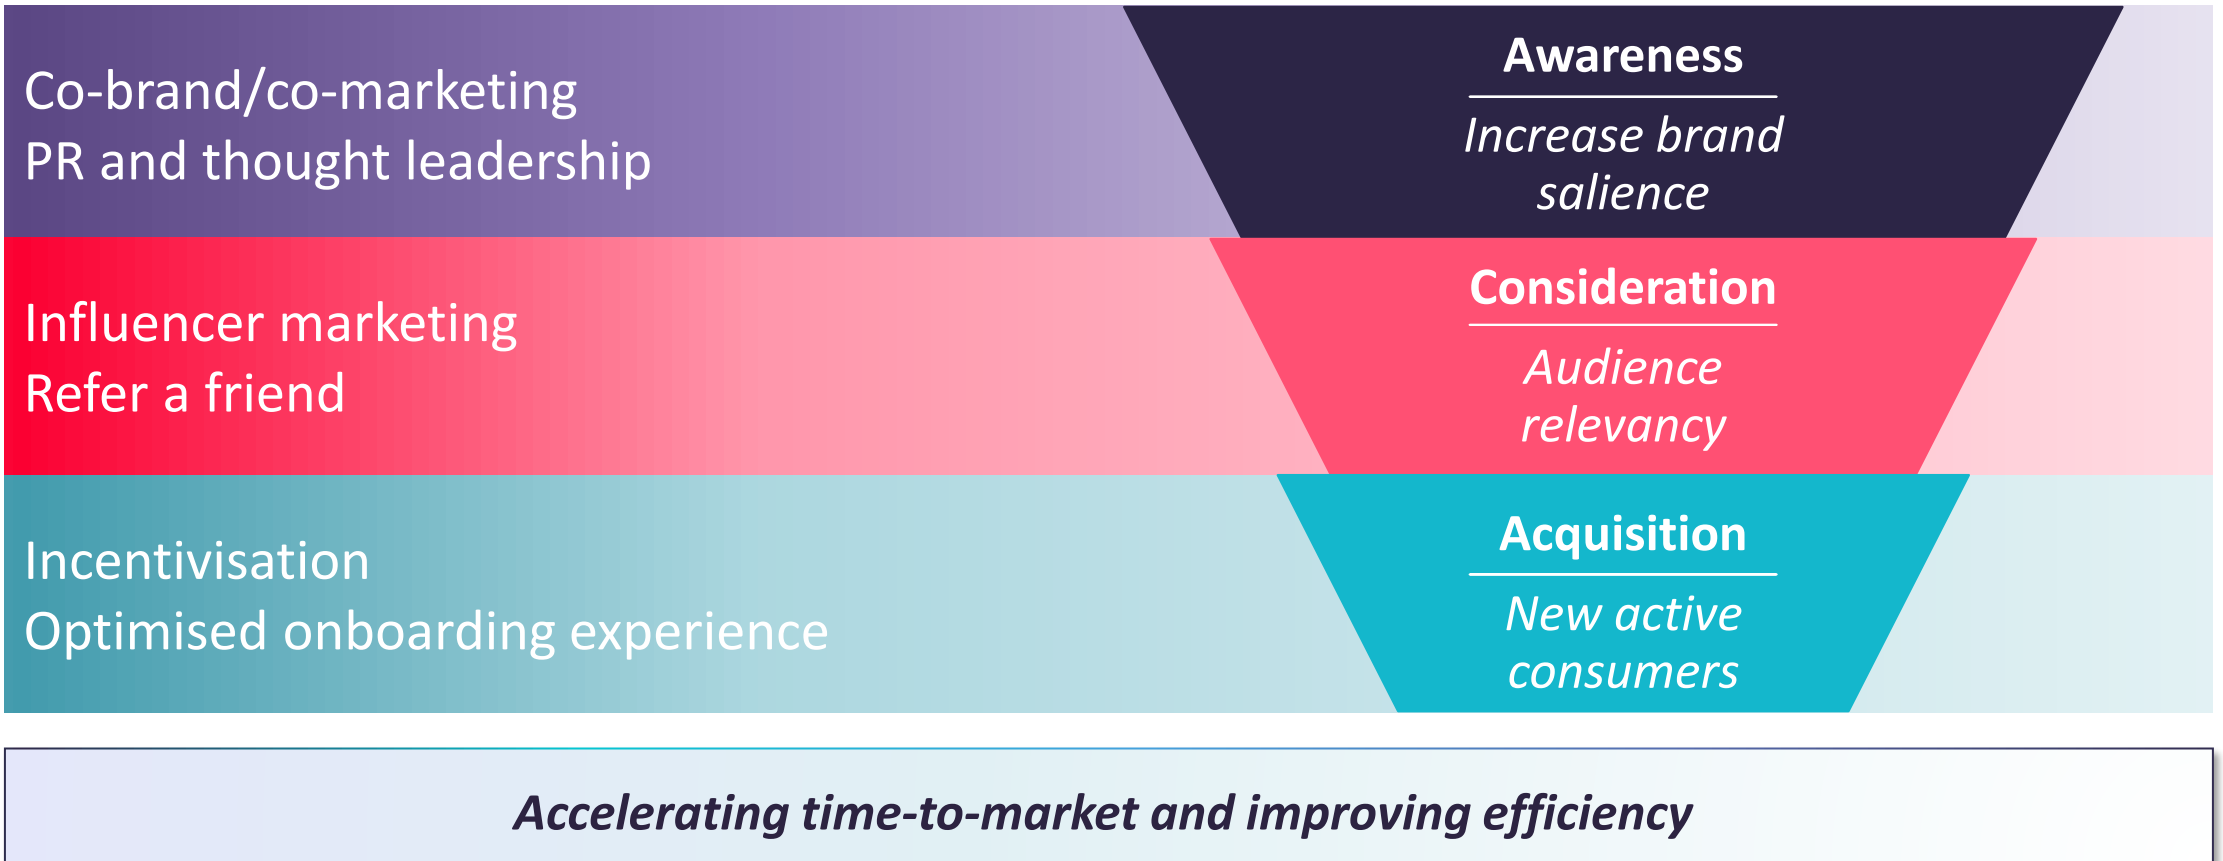 Co-brand/co-marketing
PR and thought leadership
Awareness
Increase brand
salience
Influencer marketing
Refer a friend
Consideration
Audience
relevancy
Incentivisation
Optimised onboarding experience
Acquisition
New active
consumers
Accelerating time-to-market and improving efficiency